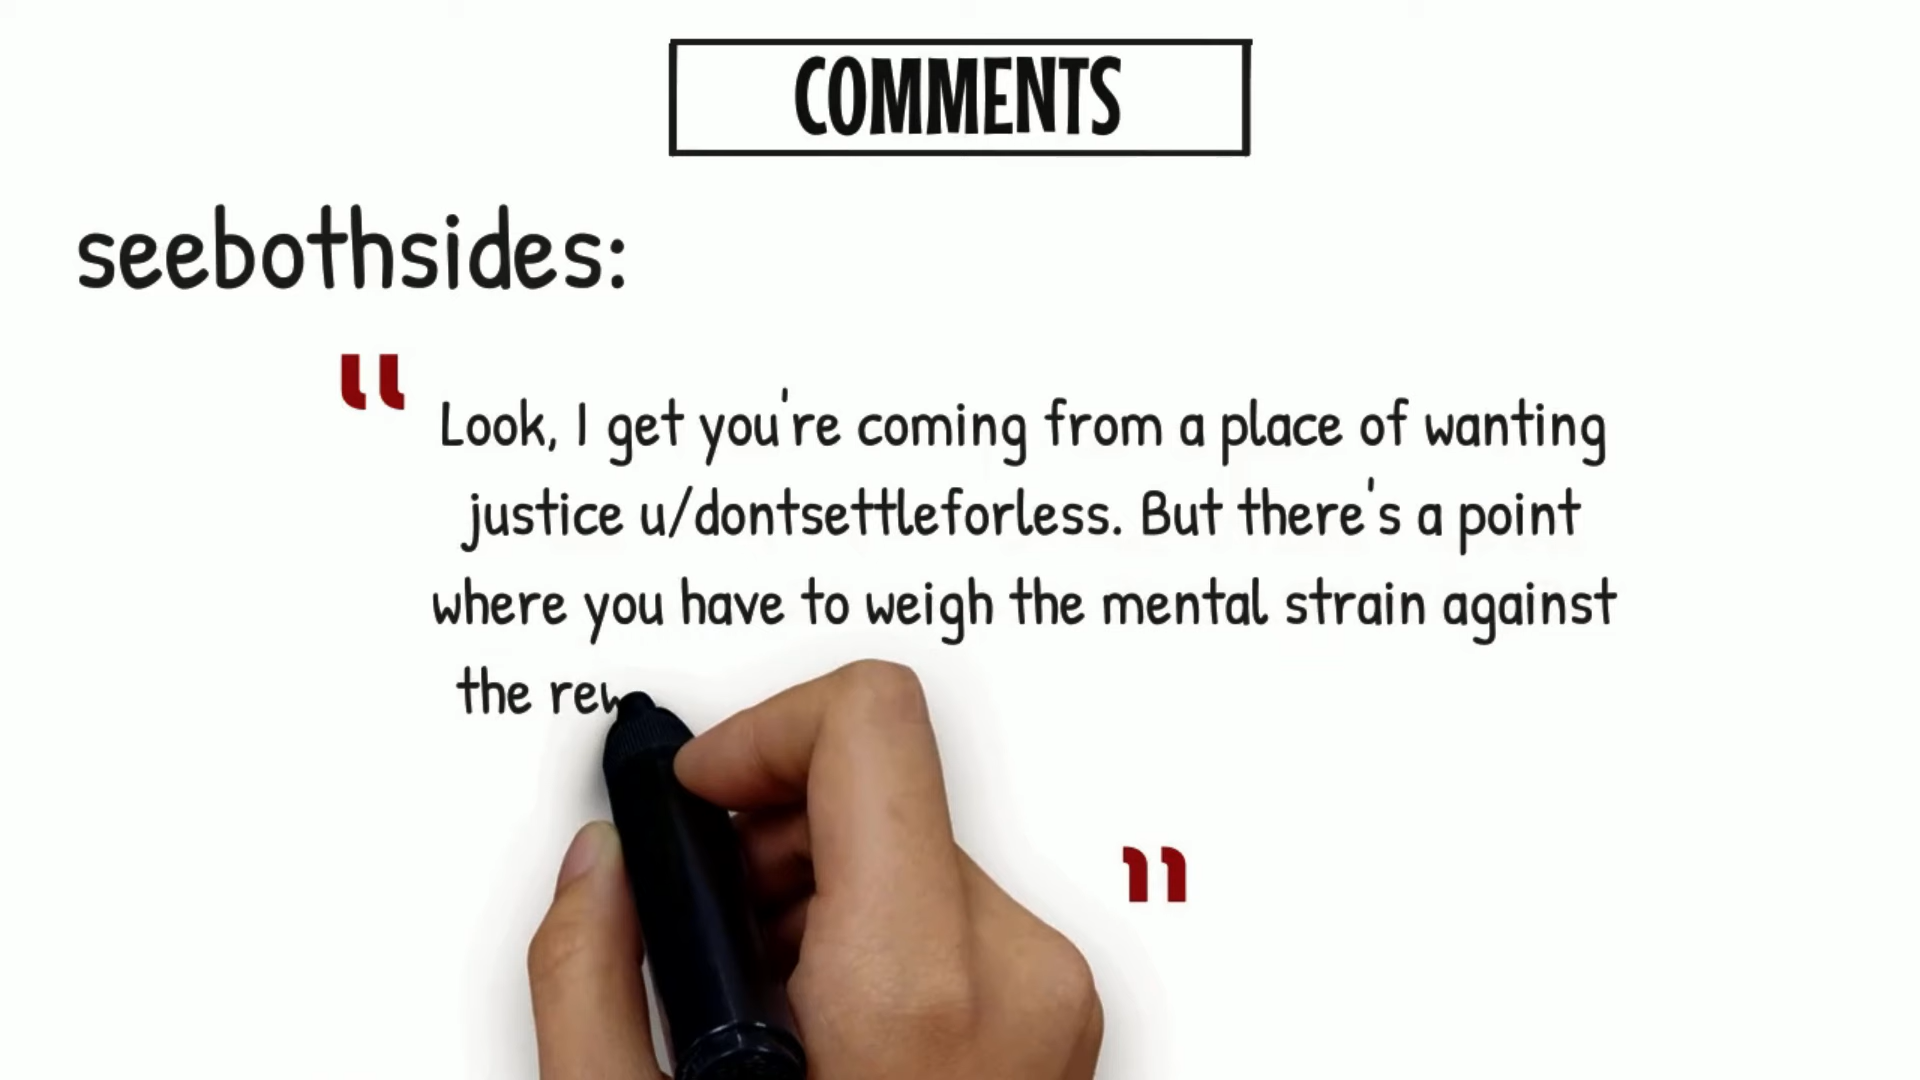 COMMENTS
seebothsides:
"Look, I get you're coming from a place of wanting
justice u/dontsettleforless. But there's a point
where you have to weigh the mental strain against
the
"